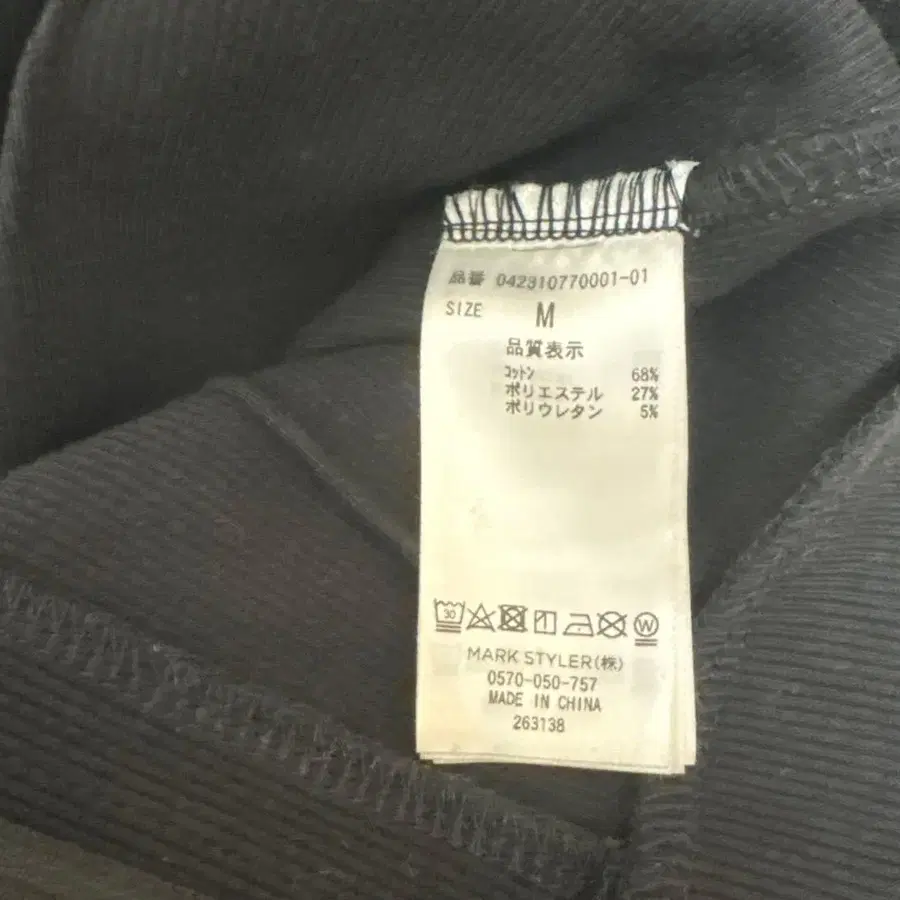 品番 042310770001-01
SIZE M
品質表示
コットン 68%
ポリエステル 27%
ポリウレタン 5%
30 W
MARK STYLER(株)
0570-050-757
MADE IN CHINA
263138